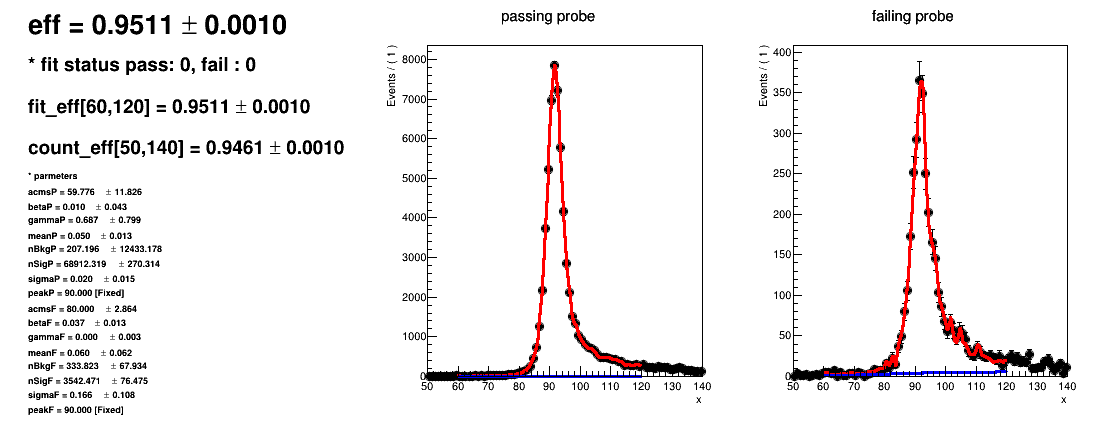 eff = 0.9511 ± 0.0010
* fit status pass: 0, fail : 0
fit_eff[60,120] = 0.9511 ± 0.0010
count_eff[50,140] = 0.9461 ± 0.0010
* parmeters
acmsP = 59.776 ± 11.826
betaP = 0.010 ± 0.043
gammaP = 0.687 ± 0.799
meanP = 0.050 ± 0.013
nBkgP = 207.196 ± 12433.178
nSigP = 68912.319 ± 270.314
sigmaP = 0.020 ± 0.015
peakP = 90.000 [Fixed]
acmsF = 80.000 ± 2.864
betaF = 0.037 ± 0.013
gammaF = 0.000 ± 0.003
meanF = 0.060 ± 0.062
nBkgF = 333.823 ± 67.934
nSigF = 3542.471 ± 76.475
sigmaF = 0.166 ± 0.108
peakF = 90.000 [Fixed]
passing probe
Events / ( 1 )
8000
7000
6000
5000
4000
3000
2000
1000
0
50 60 70 80 90 100 110 120 130 140
x
failing probe
Events / ( 1 )
400
350
300
250
200
150
100
50
0
50 60 70 80 90 100 110 120 130 140
x